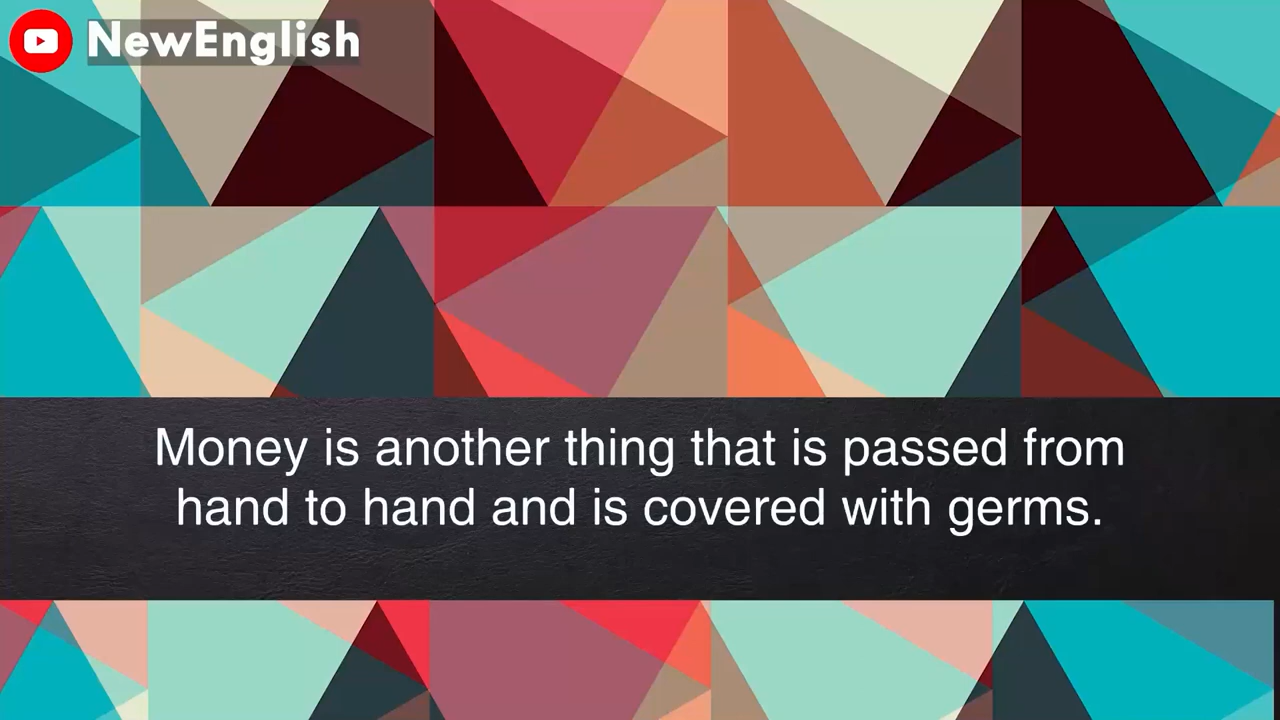 NewEnglish
Money is another thing that is passed from
hand to hand and is covered with germs.